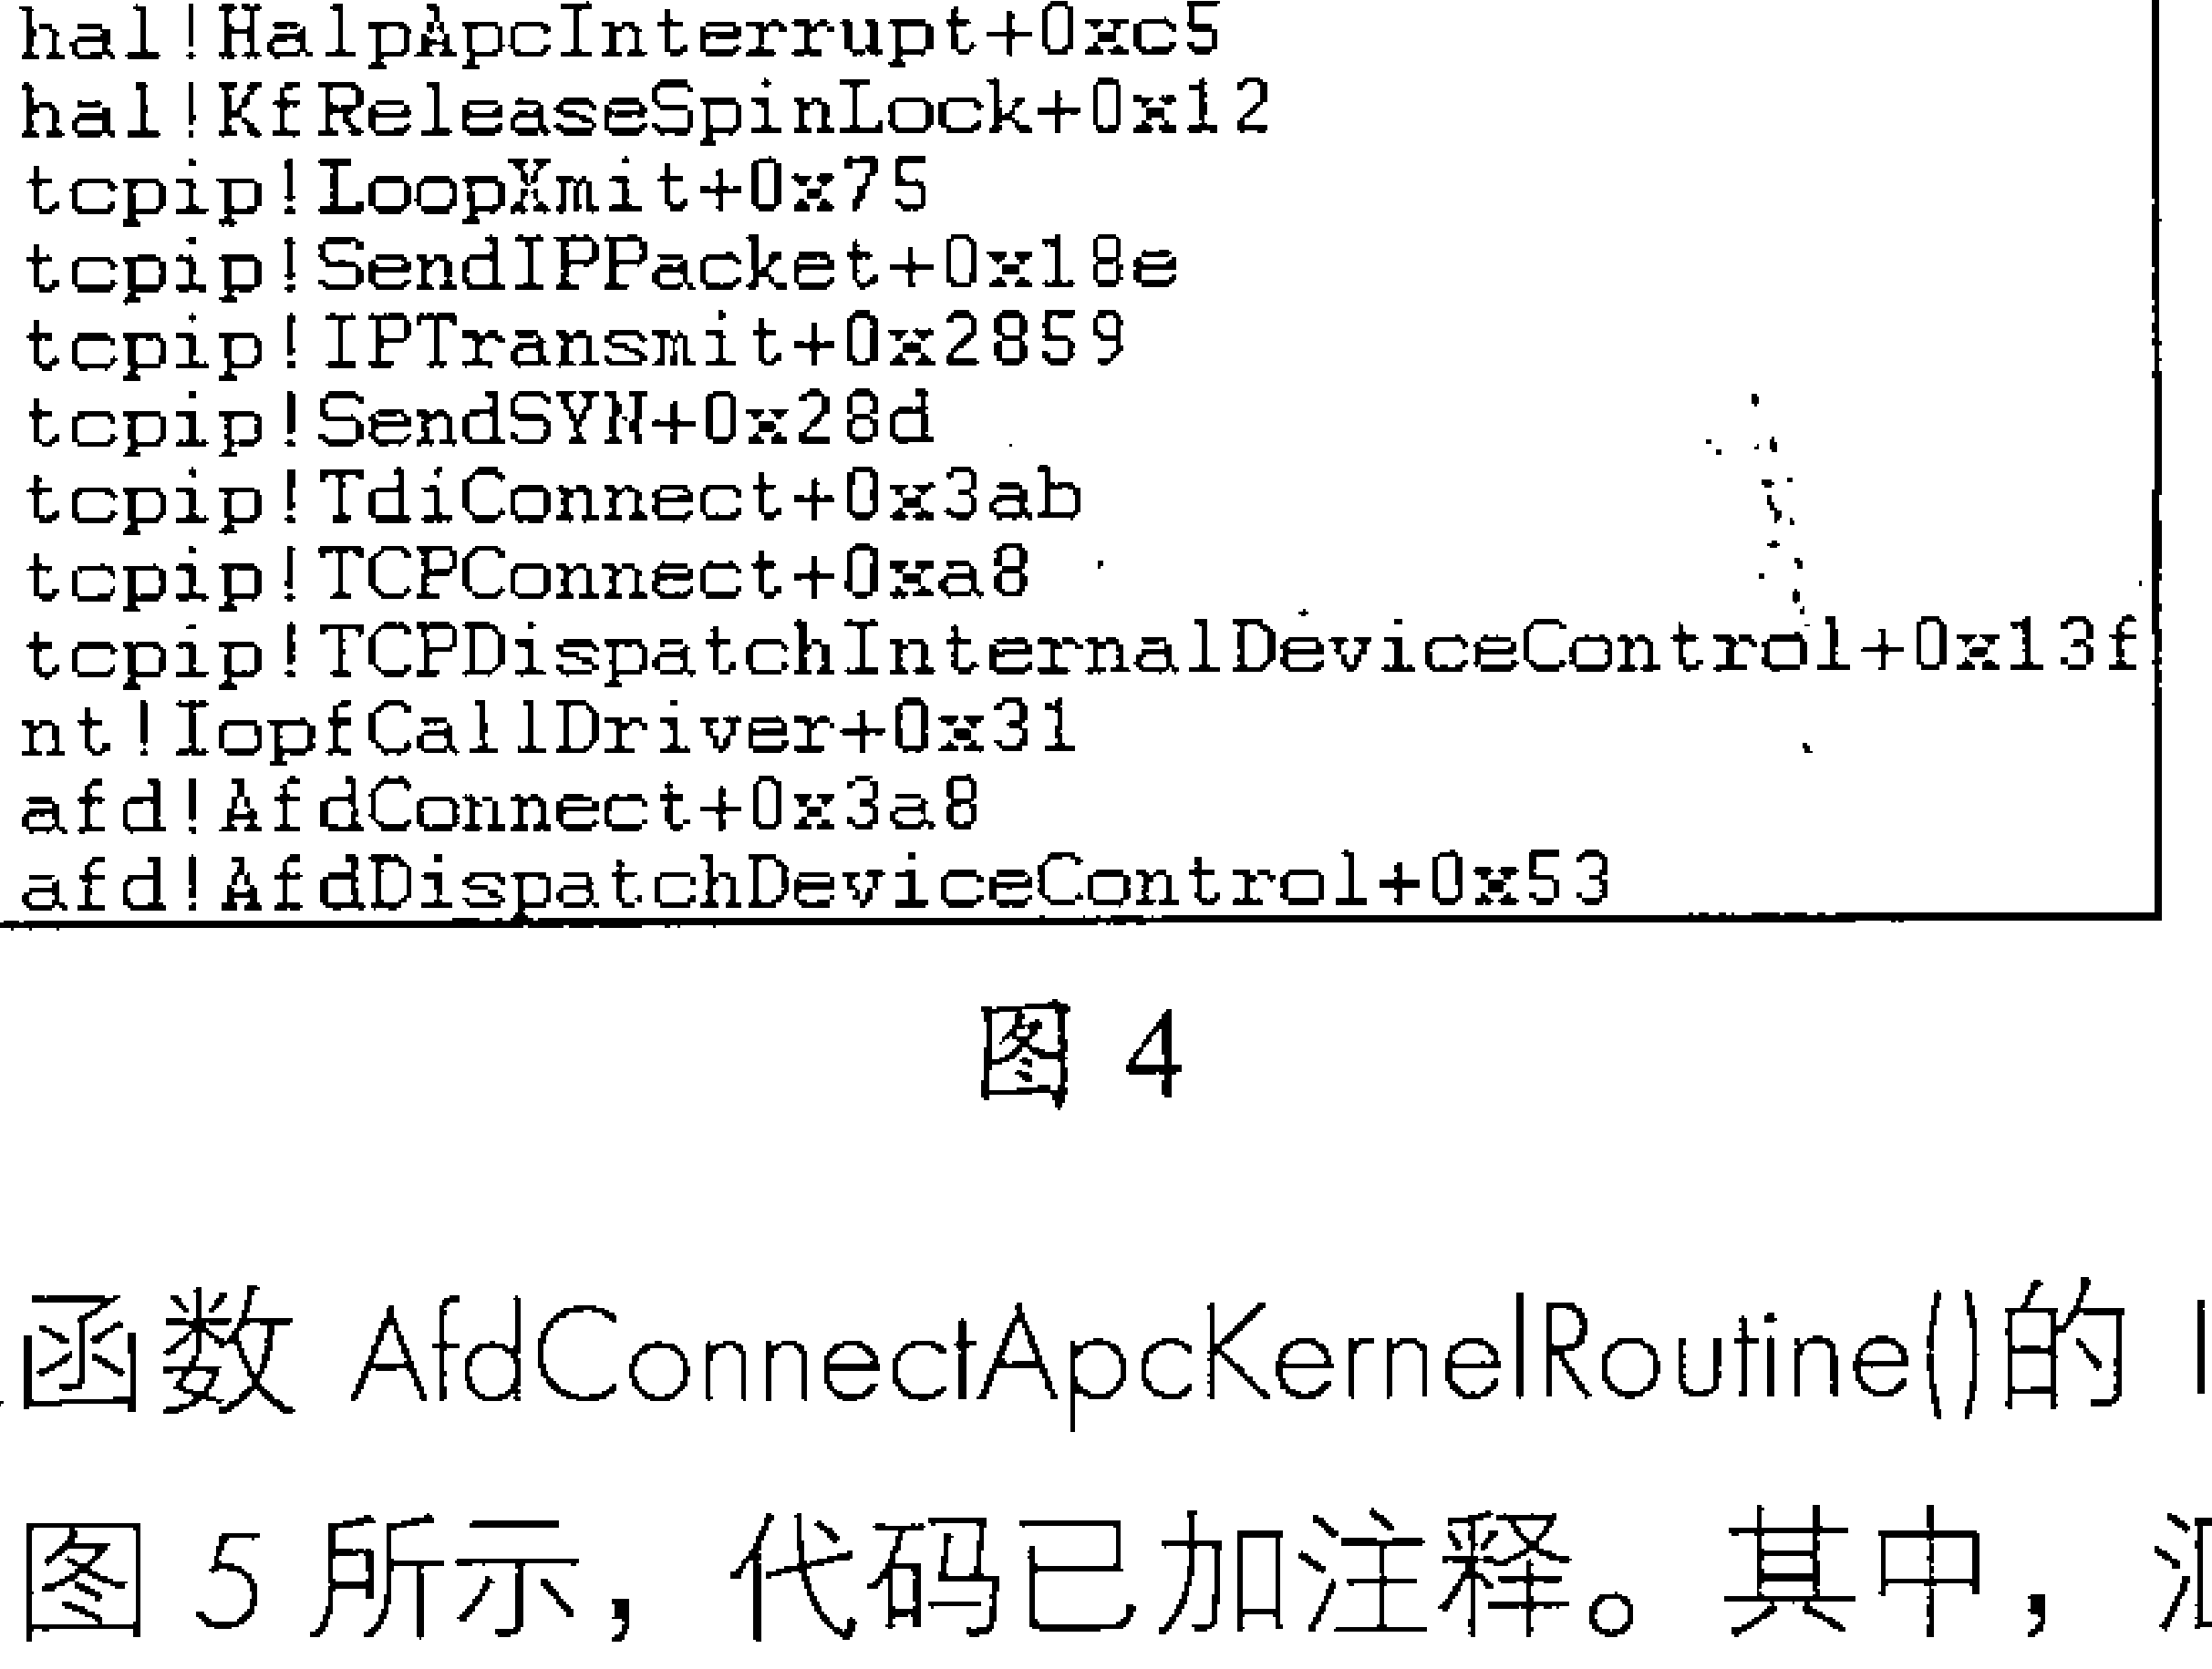 hal!HalpApcInterrupt+0xc5
hal!KfReleaseSpinLock+0x12
tcpip!LoopXmit+0x75
tcpip!SendIPPacket+0x18e
tcpip!IPTransmit+0x2859
tcpip!SendSYN+0x28d
tcpip!TdiConnect+0x3ab
tcpip!TCPConnect+0xa8
tcpip!TCPDispatchInternalDeviceControl+0x13f
nt!IopfCallDriver+0x31
afd!AfdConnect+0x3a8
afd!AfdDispatchDeviceControl+0x53
图 4
函数 AfdConnectApcKernelRoutine()的
图 5 所示，代码已加注释。其中，